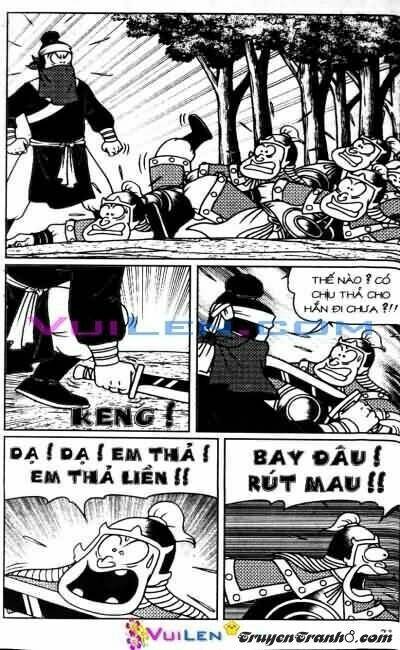 THẾ NÀO? CÓ
CHỊU THẢ CHO
HẮN ĐI CHƯA?!!
VUILEN.COM
KENG!
DẠ! DẠ! EM THẢ!
EM THẢ LIỀN!!
BAY ĐÂU!
RÚT MAU!!
VUILEN
TruyenTranh8.com